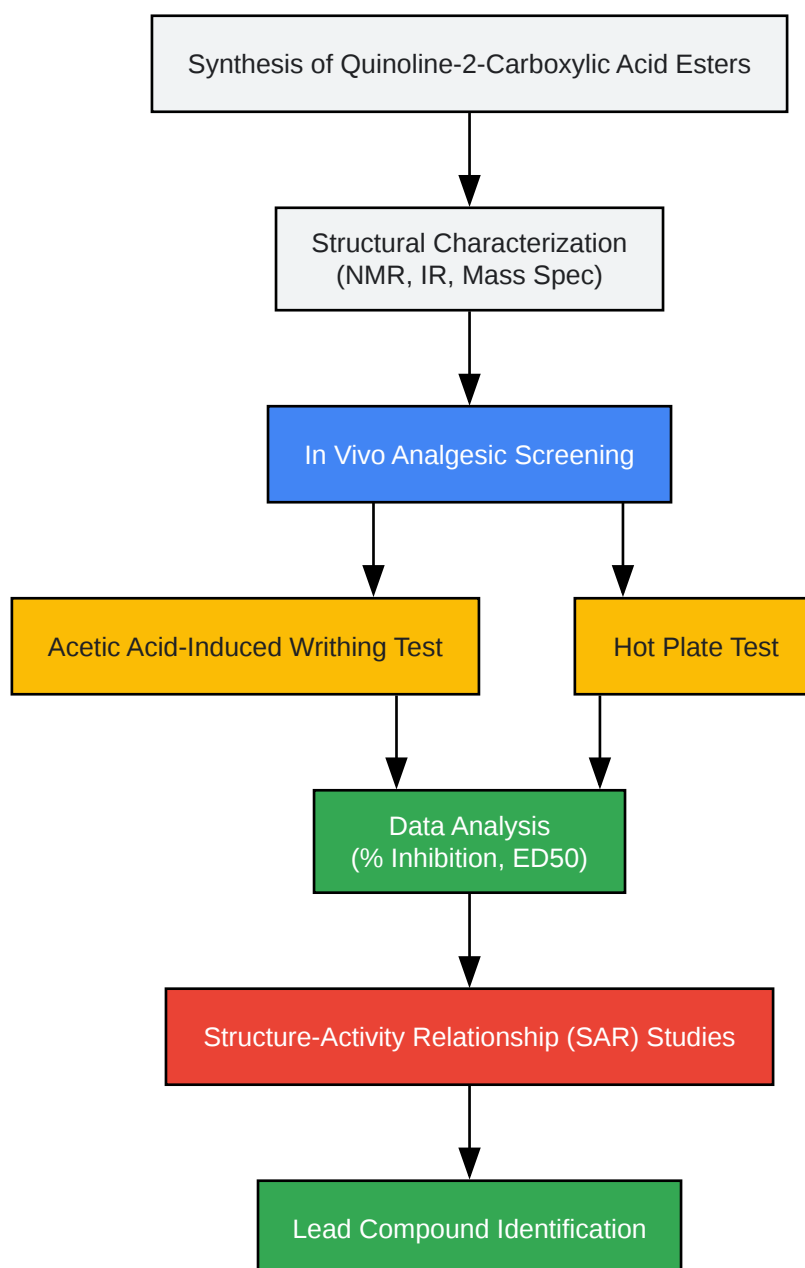 Synthesis of Quinoline-2-Carboxylic Acid Esters
Structural Characterization
(NMR, IR, Mass Spec)
In Vivo Analgesic Screening
Acetic Acid-Induced Writhing Test
Hot Plate Test
Data Analysis
(% Inhibition, ED50)
Structure-Activity Relationship (SAR) Studies
Lead Compound Identification